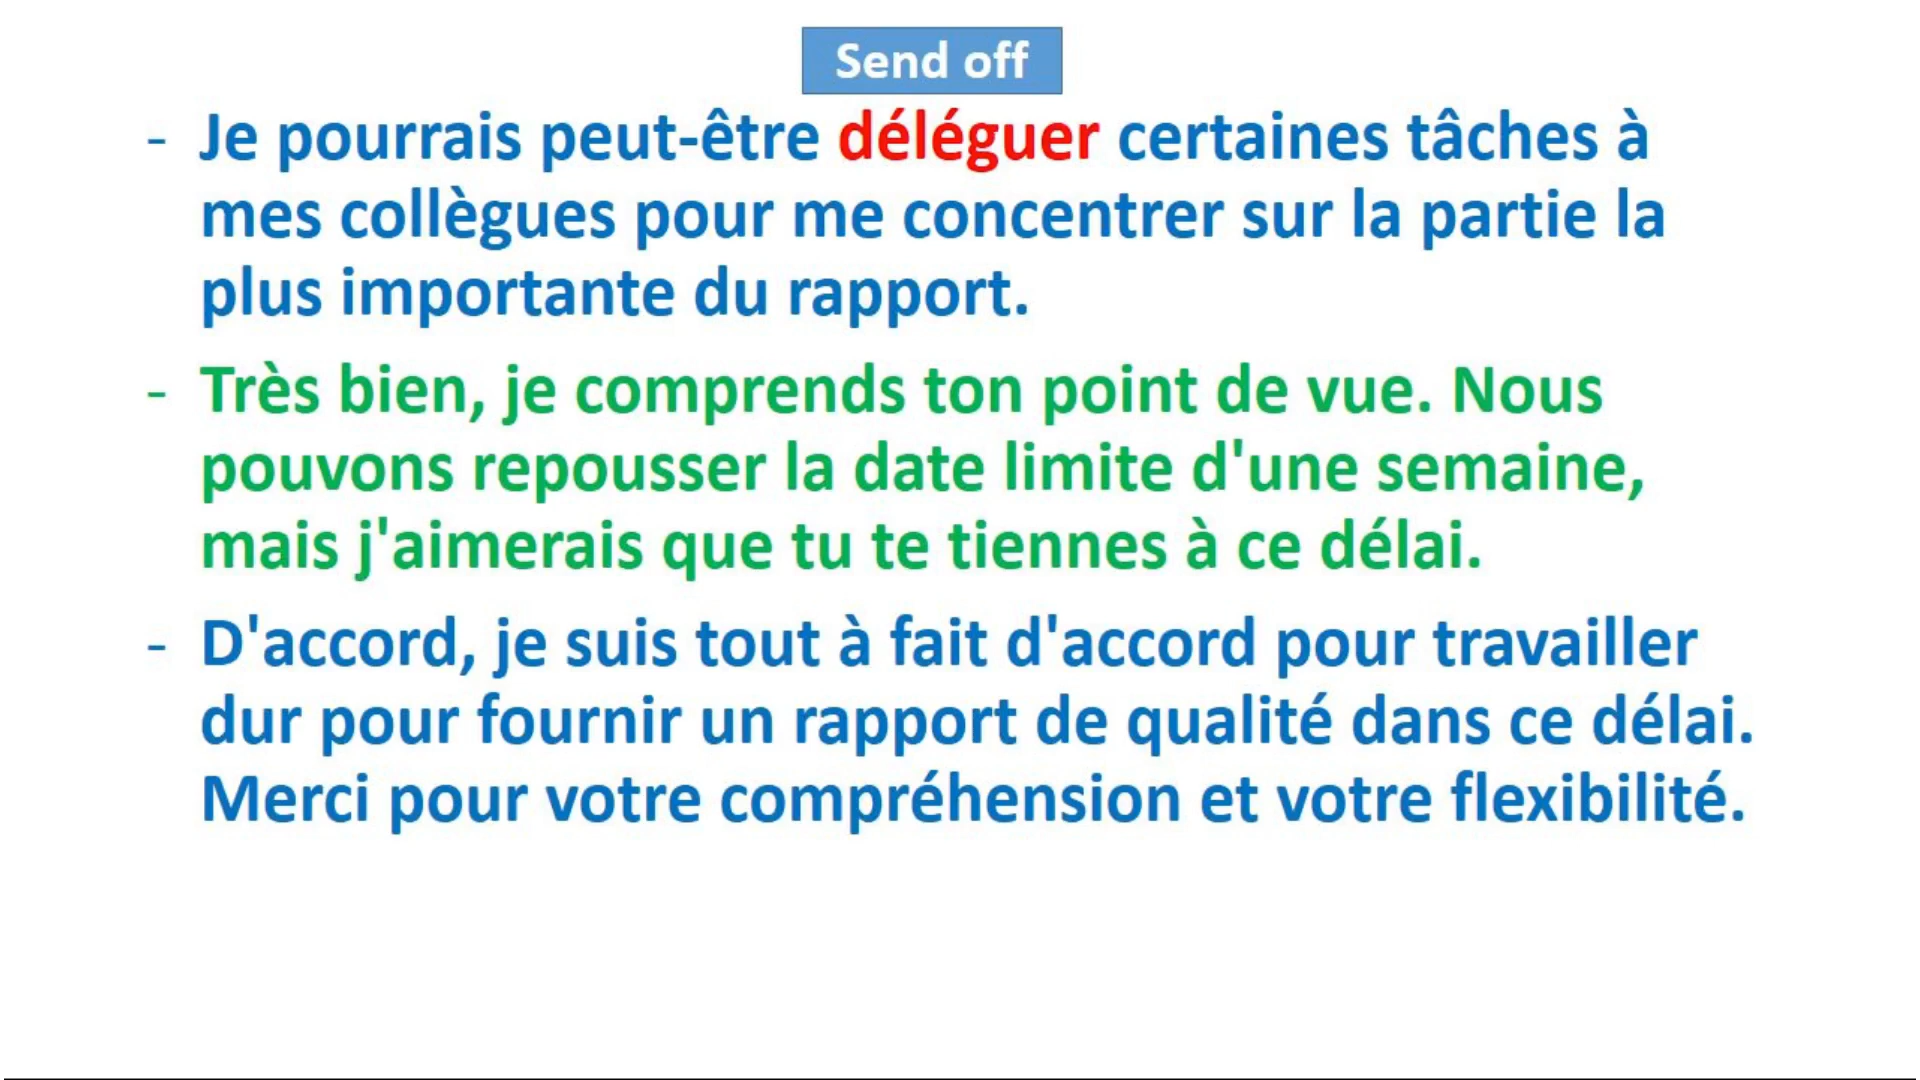 Send off
- Je pourrais peut-être déléguer certaines tâches à
mes collègues pour me concentrer sur la partie la
plus importante du rapport.
- Très bien, je comprends ton point de vue. Nous
pouvons repousser la date limite d'une semaine,
mais j'aimerais que tu te tiennes à ce délai.
- D'accord, je suis tout à fait d'accord pour travailler
dur pour fournir un rapport de qualité dans ce délai.
Merci pour votre compréhension et votre flexibilité.